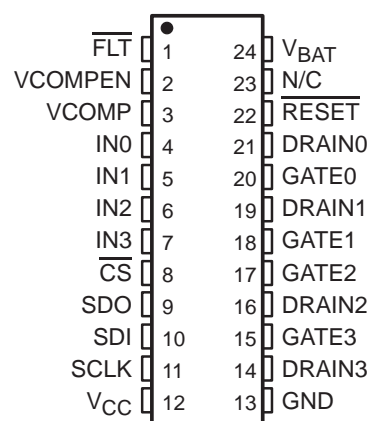 FLT 1 24 VBAT
VCOMPEN 2 23 N/C
VCOMP 3 22 RESET
IN0 4 21 DRAIN0
IN1 5 20 GATE0
IN2 6 19 DRAIN1
IN3 7 18 GATE1
CS 8 17 GATE2
SDO 9 16 DRAIN2
SDI 10 15 GATE3
SCLK 11 14 DRAIN3
VCC 12 13 GND